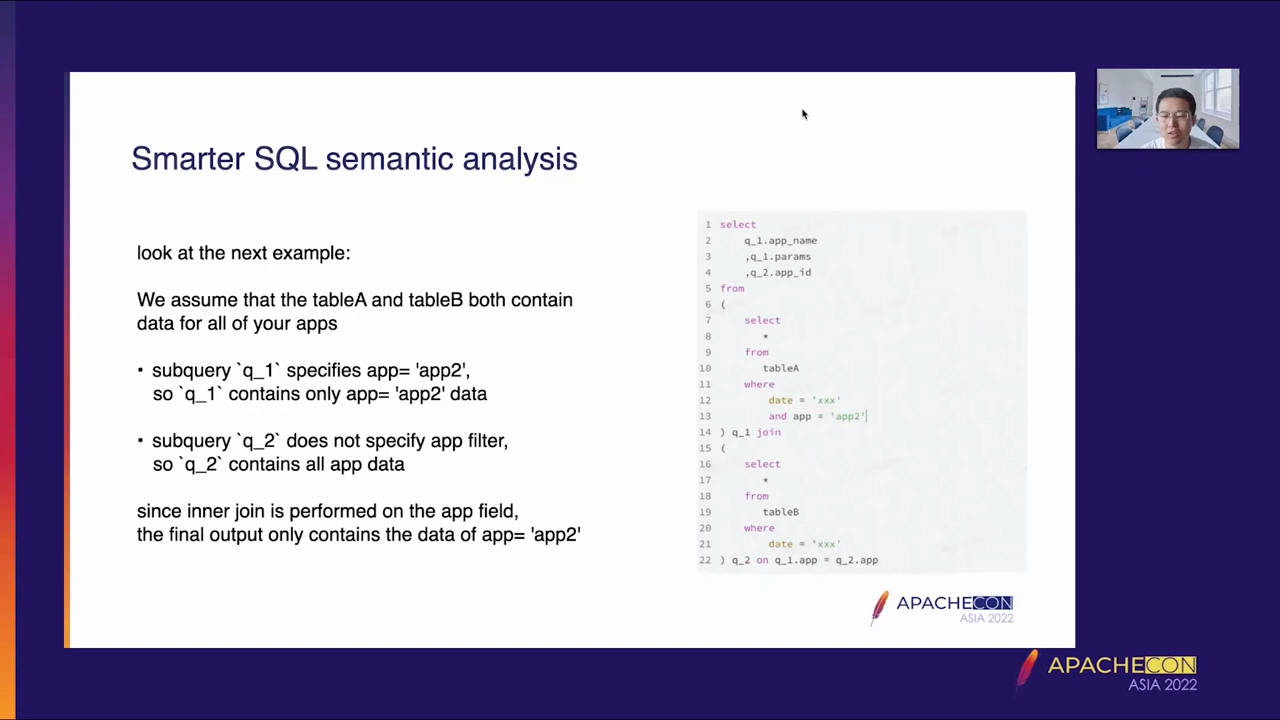 Smarter SQL semantic analysis
look at the next example:
We assume that the tableA and tableB both contain
data for all of your apps
• subquery `q_1` specifies app= 'app2',
so `q_1` contains only app= 'app2' data
• subquery `q_2` does not specify app filter,
so `q_2` contains all app data
since inner join is performed on the app field,
the final output only contains the data of app= 'app2'
1 select
2 q_1.app_name
3 ,q_1.params
4 ,q_2.app_id
5 from
6 (
7 select
8 *
9 from
10 tableA
11 where
12 date = 'xxx'
13 and app = 'app2'
14 ) q_1 join
15 (
16 select
17 *
18 from
19 tableB
20 where
21 date = 'xxx'
22 ) q_2 on q_1.app = q_2.app
APACHECON
ASIA 2022
APACHECON
ASIA 2022